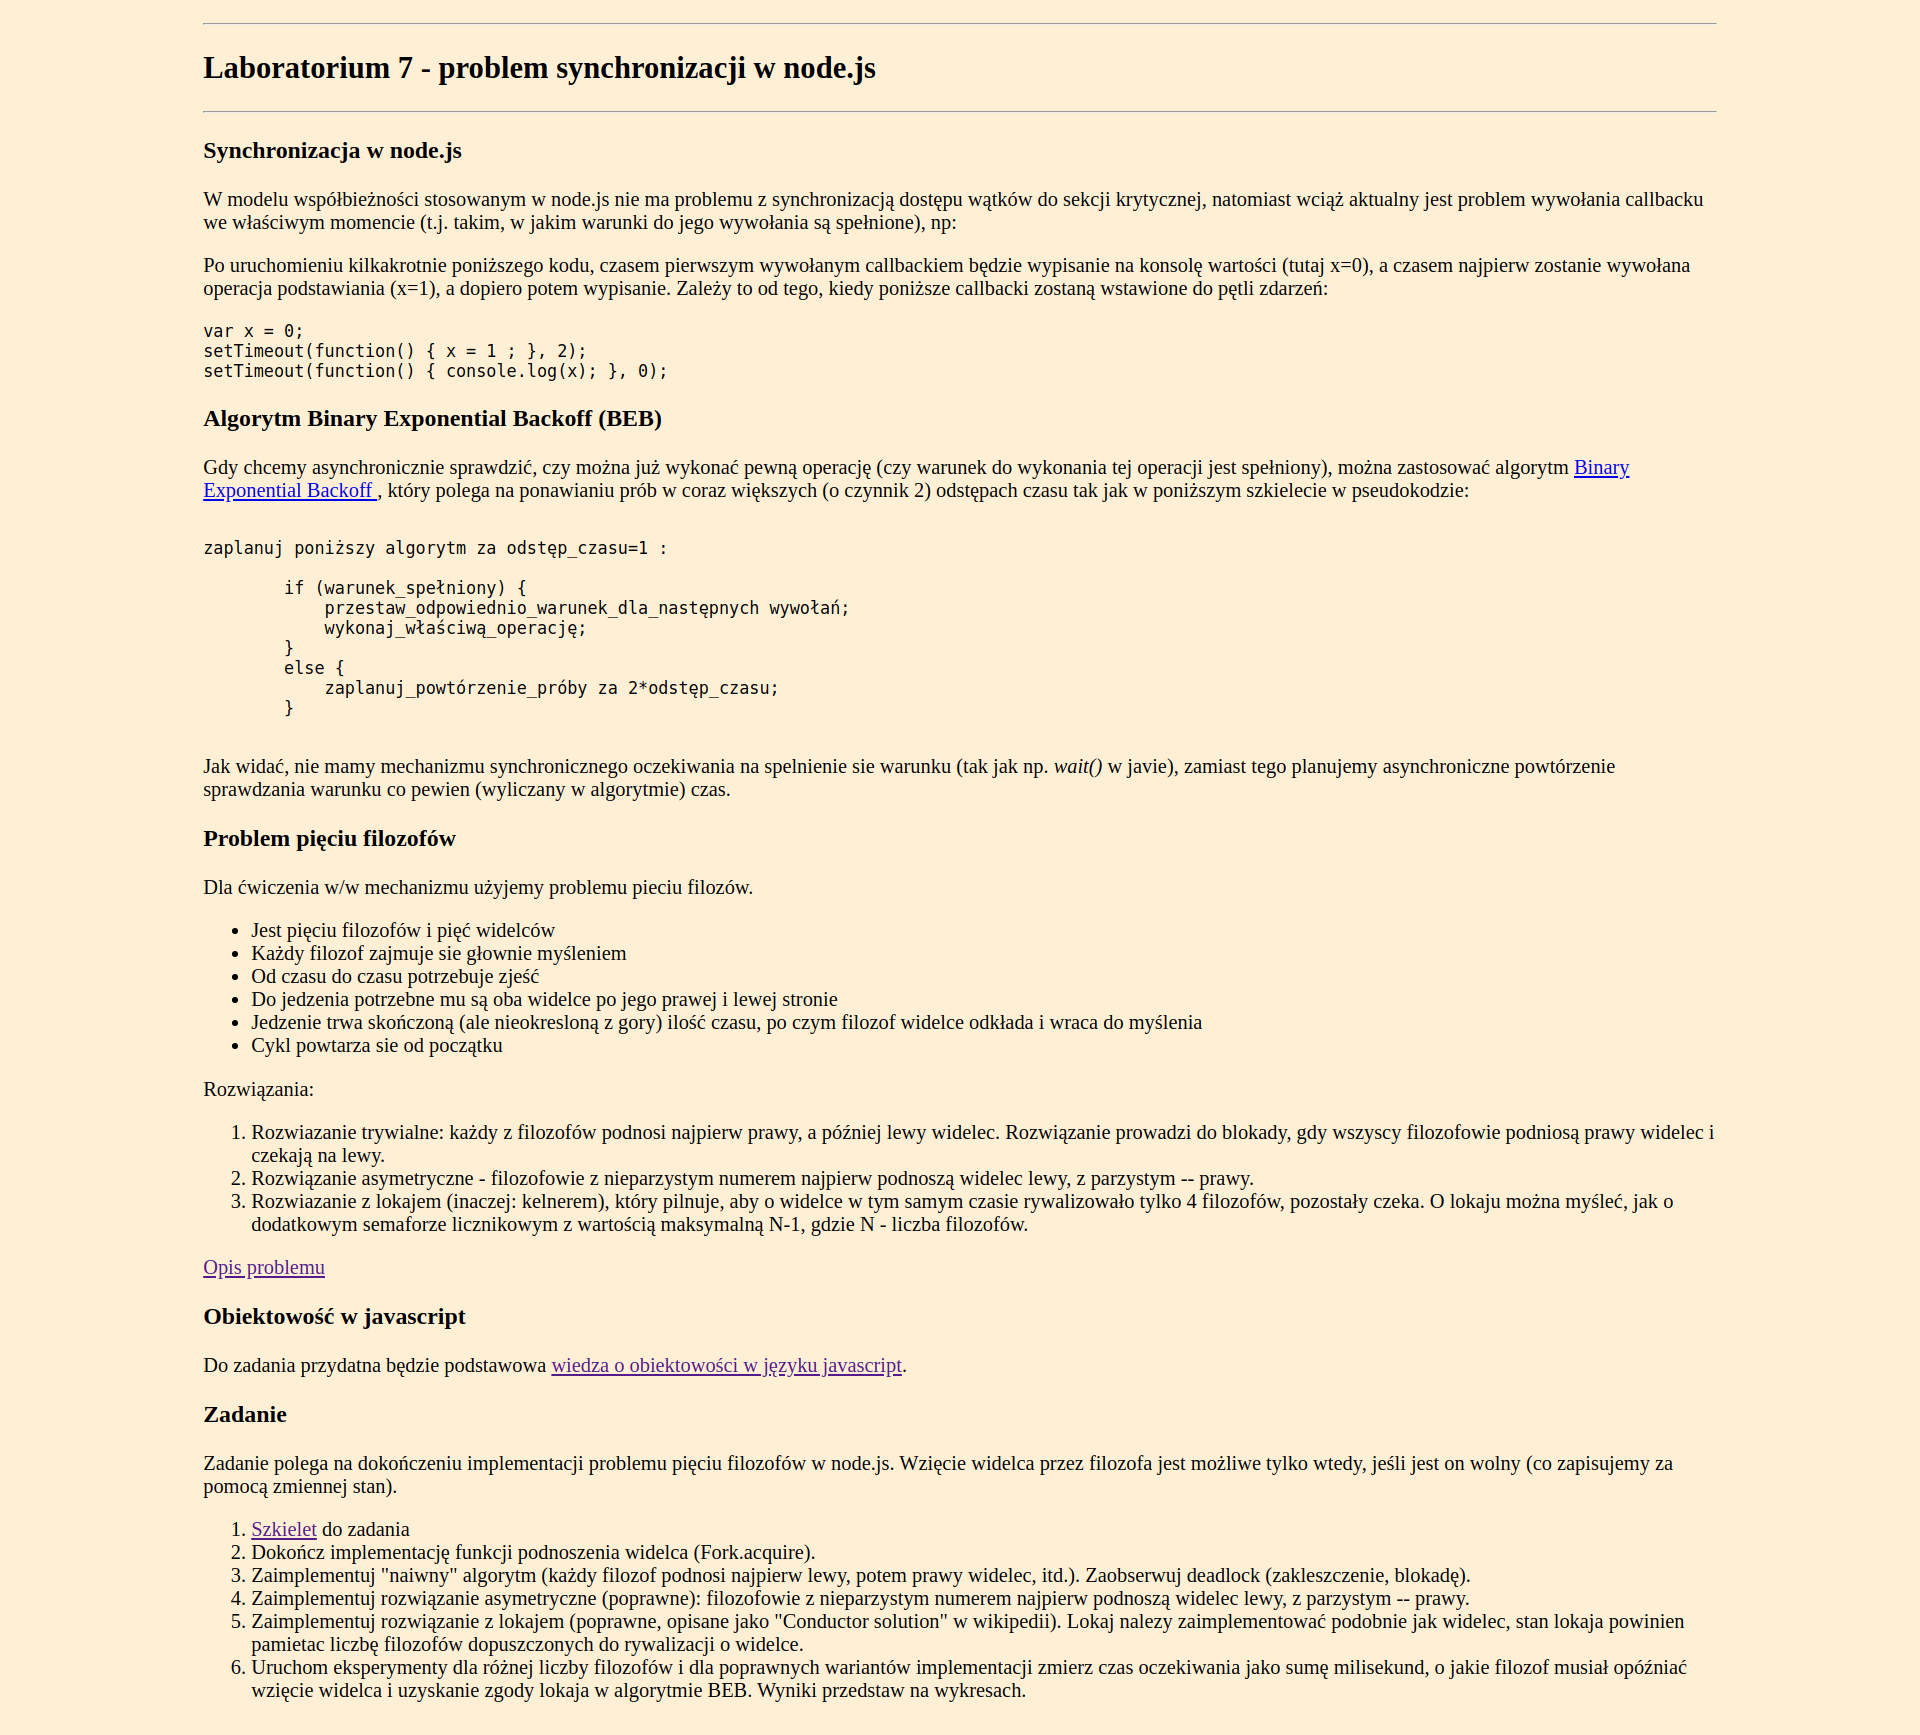 Laboratorium 7 - problem synchronizacji w node.js
Synchronizacja w node.js
W modelu współbieżności stosowanym w node.js nie ma problemu z synchronizacją dostępu wątków do sekcji krytycznej, natomiast wciąż aktualny jest problem wywołania callbacku
we właściwym momencie (t.j. takim, w jakim warunki do jego wywołania są spełnione), np:
Po uruchomieniu kilkakrotnie poniższego kodu, czasem pierwszym wywołanym callbackiem będzie wypisanie na konsolę wartości (tutaj x=0), a czasem najpierw zostanie wywołana
operacja podstawiania (x=1), a dopiero potem wypisanie. Zależy to od tego, kiedy poniższe callbacki zostaną wstawione do pętli zdarzeń:
var x = 0;
setTimeout(function() { x = 1 ; }, 2);
setTimeout(function() { console.log(x); }, 0);
Algorytm Binary Exponential Backoff (BEB)
Gdy chcemy asynchronicznie sprawdzić, czy można już wykonać pewną operację (czy warunek do wykonania tej operacji jest spełniony), można zastosować algorytm Binary
Exponential Backoff , który polega na ponawianiu prób w coraz większych (o czynnik 2) odstępach czasu tak jak w poniższym szkielecie w pseudokodzie:
zaplanuj poniższy algorytm za odstęp_czasu=1 :
if (warunek_spełniony) {
przestaw_odpowiednio_warunek_dla_następnych wywołań;
wykonaj_właściwą_operację;
}
else {
zaplanuj_powtórzenie_próby za 2*odstęp_czasu;
}
Jak widać, nie mamy mechanizmu synchronicznego oczekiwania na spelnienie sie warunku (tak jak np. wait() w javie), zamiast tego planujemy asynchroniczne powtórzenie
sprawdzania warunku co pewien (wyliczany w algorytmie) czas.
Problem pięciu filozofów
Dla ćwiczenia w/w mechanizmu użyjemy problemu pieciu filozów.
• Jest pięciu filozofów i pięć widelców
• Każdy filozof zajmuje sie głownie myśleniem
• Od czasu do czasu potrzebuje zjeść
• Do jedzenia potrzebne mu są oba widelce po jego prawej i lewej stronie
• Jedzenie trwa skończoną (ale nieokresloną z gory) ilość czasu, po czym filozof widelce odkłada i wraca do myślenia
• Cykl powtarza sie od początku
Rozwiązania:
1. Rozwiazanie trywialne: każdy z filozofów podnosi najpierw prawy, a później lewy widelec. Rozwiązanie prowadzi do blokady, gdy wszyscy filozofowie podniosą prawy widelec i
czekają na lewy.
2. Rozwiązanie asymetryczne - filozofowie z nieparzystym numerem najpierw podnoszą widelec lewy, z parzystym -- prawy.
3. Rozwiazanie z lokajem (inaczej: kelnerem), który pilnuje, aby o widelce w tym samym czasie rywalizowało tylko 4 filozofów, pozostały czeka. O lokaju można myśleć, jak o
dodatkowym semaforze licznikowym z wartością maksymalną N-1, gdzie N - liczba filozofów.
Opis problemu
Obiektowość w javascript
Do zadania przydatna będzie podstawowa wiedza o obiektowości w języku javascript.
Zadanie
Zadanie polega na dokończeniu implementacji problemu pięciu filozofów w node.js. Wzięcie widelca przez filozofa jest możliwe tylko wtedy, jeśli jest on wolny (co zapisujemy za
pomocą zmiennej stan).
1. Szkielet do zadania
2. Dokończ implementację funkcji podnoszenia widelca (Fork.acquire).
3. Zaimplementuj "naiwny" algorytm (każdy filozof podnosi najpierw lewy, potem prawy widelec, itd.). Zaobserwuj deadlock (zakleszczenie, blokadę).
4. Zaimplementuj rozwiązanie asymetryczne (poprawne): filozofowie z nieparzystym numerem najpierw podnoszą widelec lewy, z parzystym -- prawy.
5. Zaimplementuj rozwiązanie z lokajem (poprawne, opisane jako "Conductor solution" w wikipedii). Lokaj nalezy zaimplementować podobnie jak widelec, stan lokaja powinien
pamietac liczbę filozofów dopuszczonych do rywalizacji o widelce.
6. Uruchom eksperymenty dla różnej liczby filozofów i dla poprawnych wariantów implementacji zmierz czas oczekiwania jako sumę milisekund, o jakie filozof musiał opóźniać
wzięcie widelca i uzyskanie zgody lokaja w algorytmie BEB. Wyniki przedstaw na wykresach.